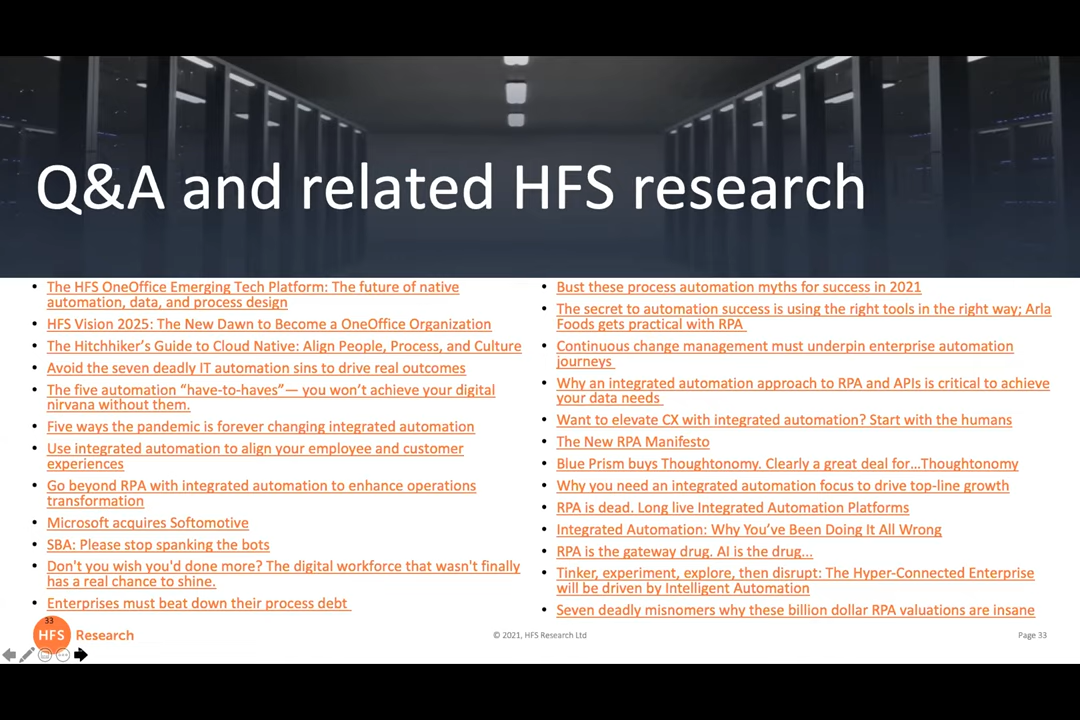 Q&A and related HFS research
• The HFS OneOffice Emerging Tech Platform: The future of native
automation, data, and process design
• HFS Vision 2025: The New Dawn to Become a OneOffice Organization
• The Hitchhiker's Guide to Cloud Native: Align People, Process, and Culture
• Avoid the seven deadly IT automation sins to drive real outcomes
• The five automation “have-to-haves”— you won't achieve your digital
nirvana without them.
• Five ways the pandemic is forever changing integrated automation
• Use integrated automation to align your employee and customer
experiences
• Go beyond RPA with integrated automation to enhance operations
transformation
• Microsoft acquires Softomotive
• SBA: Please stop spanking the bots
• Don't you wish you'd done more? The digital workforce that wasn't finally
has a real chance to shine.
• Enterprises must beat down their process debt
• Bust these process automation myths for success in 2021
• The secret to automation success is using the right tools in the right way; Arla
Foods gets practical with RPA
• Continuous change management must underpin enterprise automation
journeys
• Why an integrated automation approach to RPA and APIs is critical to achieve
your data needs
• Want to elevate CX with integrated automation? Start with the humans
• The New RPA Manifesto
• Blue Prism buys Thoughtonomy. Clearly a great deal for…Thoughtonomy
• Why you need an integrated automation focus to drive top-line growth
• RPA is dead. Long live Integrated Automation Platforms
• Integrated Automation: Why You've Been Doing It All Wrong
• RPA is the gateway drug. AI is the drug...
• Tinker, experiment, explore, then disrupt: The Hyper-Connected Enterprise
will be driven by Intelligent Automation
• Seven deadly misnomers why these billion dollar RPA valuations are insane
33
HFS Research
© 2021, HFS Research Ltd
Page 33